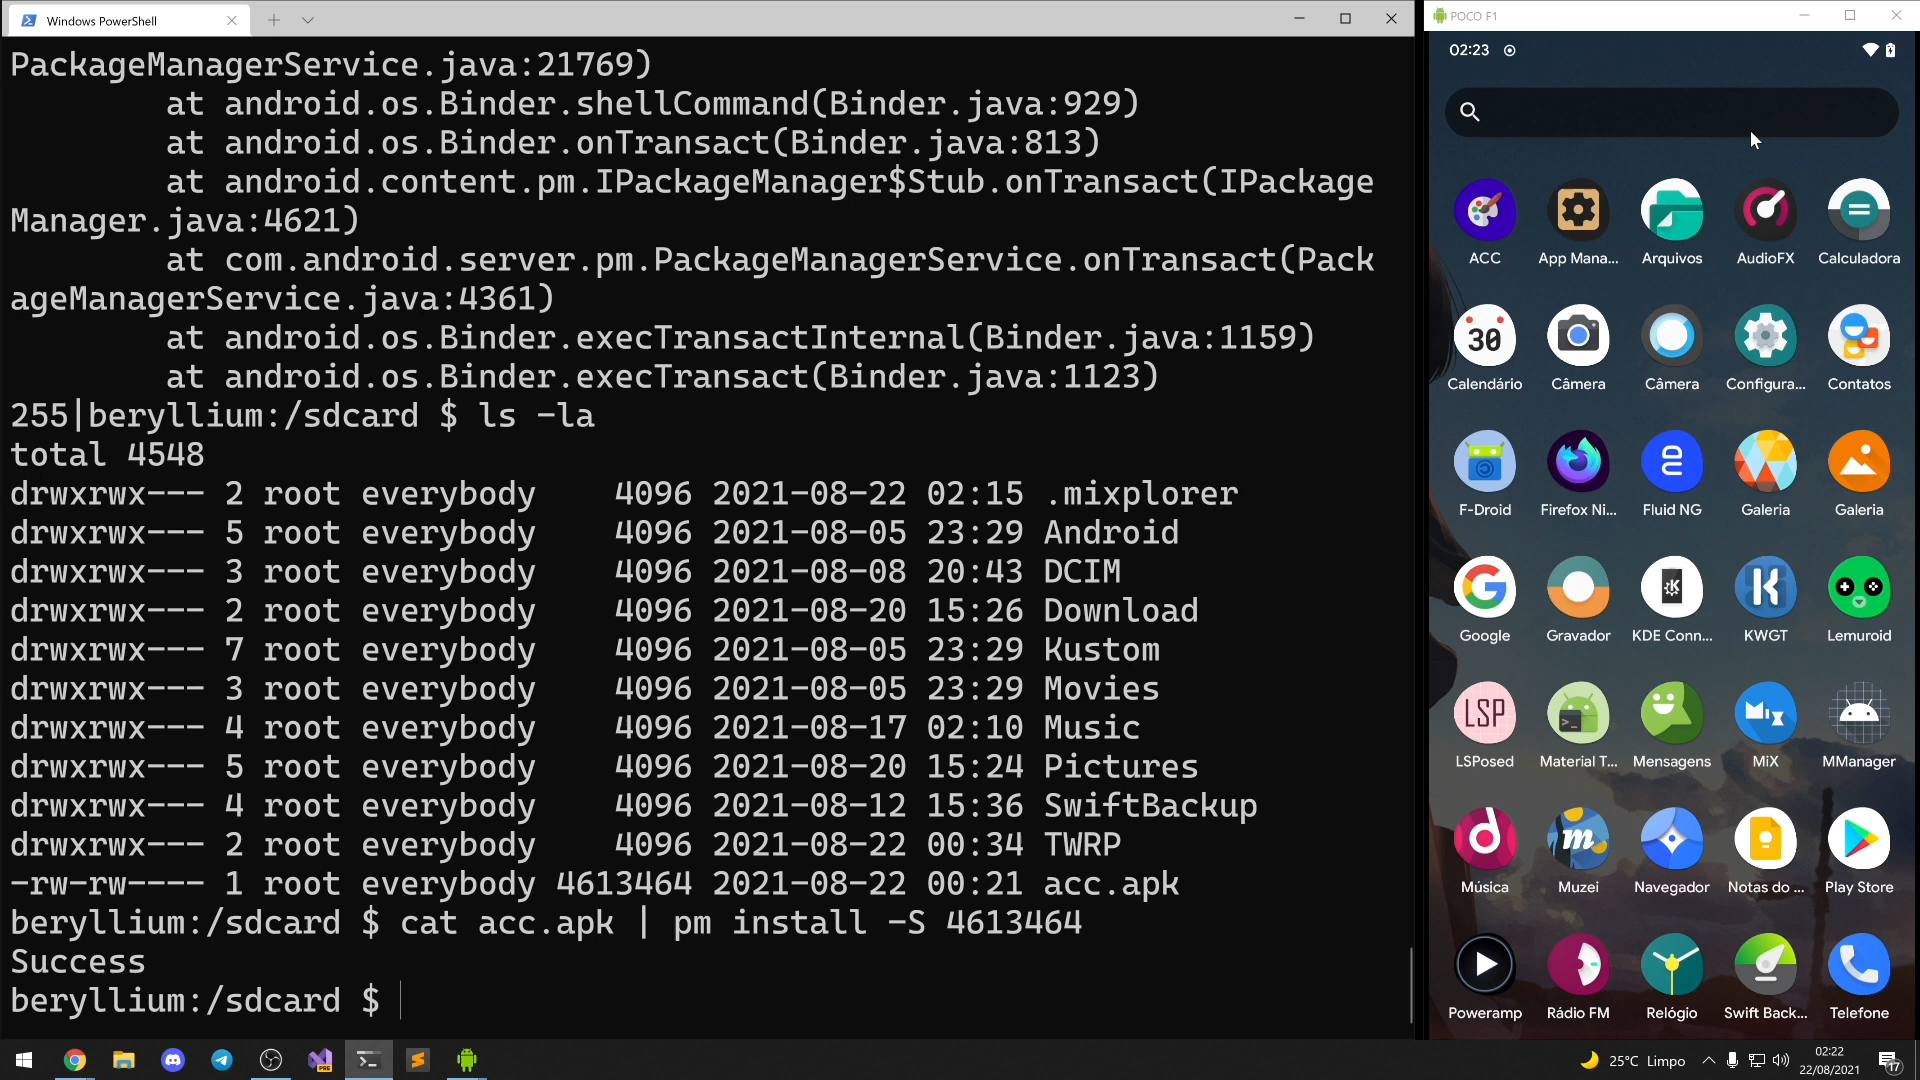 Windows PowerShell
PackageManagerService.java:21769)
at android.os.Binder.shellCommand(Binder.java:929)
at android.os.Binder.onTransact(Binder.java:813)
at android.content.pm.IPackageManager$Stub.onTransact(IPackage
Manager.java:4621)
at com.android.server.pm.PackageManagerService.onTransact(Pack
ageManagerService.java:4361)
at android.os.Binder.execTransactInternal(Binder.java:1159)
at android.os.Binder.execTransact(Binder.java:1123)
255|beryllium:/sdcard $ ls -la
total 4548
drwxrwx--- 2 root everybody    4096 2021-08-22 02:15 .mixplorer
drwxrwx--- 5 root everybody    4096 2021-08-05 23:29 Android
drwxrwx--- 3 root everybody    4096 2021-08-08 20:43 DCIM
drwxrwx--- 2 root everybody    4096 2021-08-20 15:26 Download
drwxrwx--- 7 root everybody    4096 2021-08-05 23:29 Kustom
drwxrwx--- 3 root everybody    4096 2021-08-05 23:29 Movies
drwxrwx--- 4 root everybody    4096 2021-08-17 02:10 Music
drwxrwx--- 5 root everybody    4096 2021-08-20 15:24 Pictures
drwxrwx--- 4 root everybody    4096 2021-08-12 15:36 SwiftBackup
drwxrwx--- 2 root everybody    4096 2021-08-22 00:34 TWRP
-rw-rw---- 1 root everybody 4613464 2021-08-22 00:21 acc.apk
beryllium:/sdcard $ cat acc.apk | pm install -S 4613464
Success
beryllium:/sdcard $
POCO F1
02:23
ACC App Mana... Arquivos AudioFX Calculadora
30
Calendário Câmera Câmera Configura... Contatos
F-Droid Firefox Ni... Fluid NG Galeria Galeria
Google Gravador KDE Conn... KWGT Lemuroid
LSP
LSPosed Material T... Mensagens MiX MManager
m
Música Muzei Navegador Notas do ... Play Store
Poweramp Rádio FM Relógio Swift Back... Telefone
PRE
25°C Limpo
02:22
22/08/2021
17